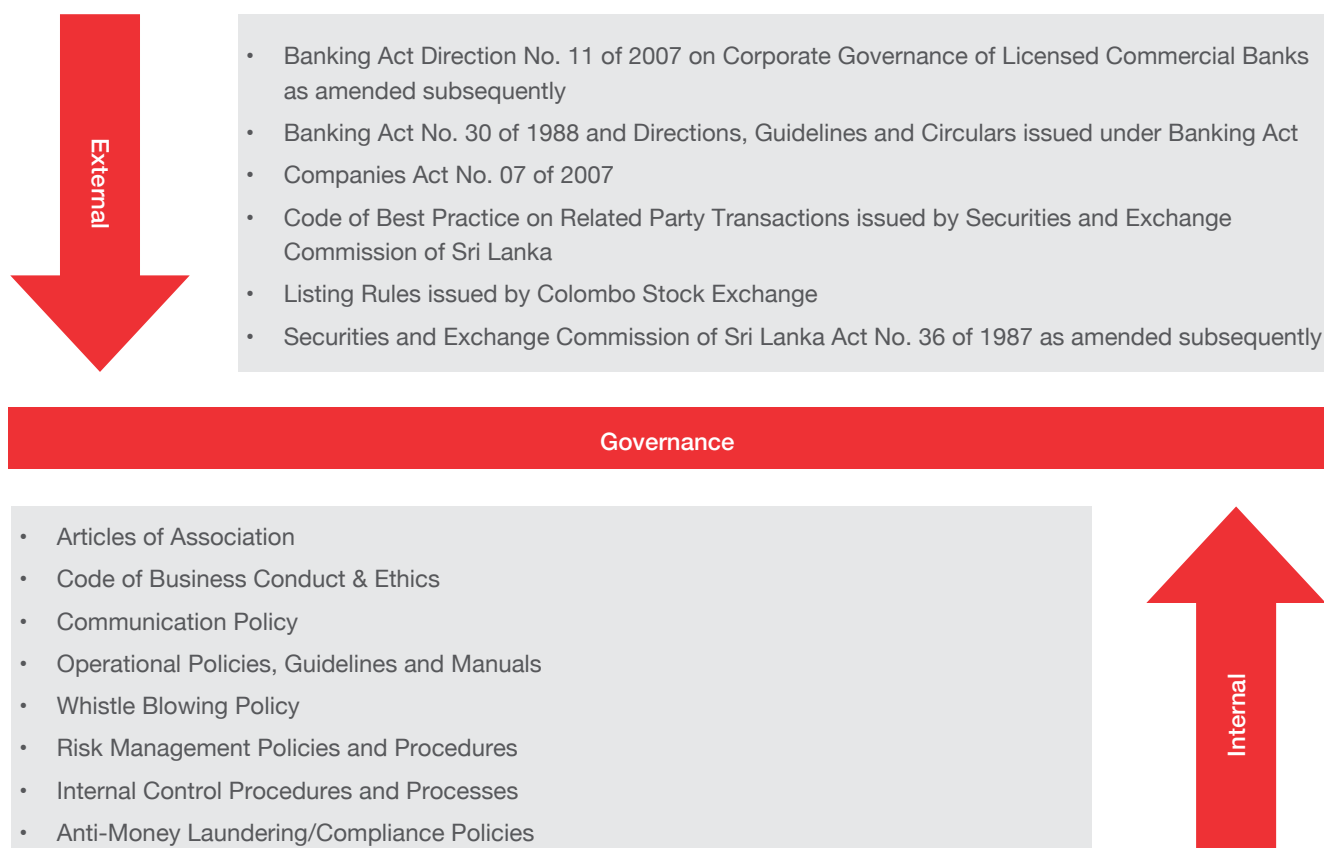 External
• Banking Act Direction No. 11 of 2007 on Corporate Governance of Licensed Commercial Banks
as amended subsequently
• Banking Act No. 30 of 1988 and Directions, Guidelines and Circulars issued under Banking Act
• Companies Act No. 07 of 2007
• Code of Best Practice on Related Party Transactions issued by Securities and Exchange
Commission of Sri Lanka
• Listing Rules issued by Colombo Stock Exchange
• Securities and Exchange Commission of Sri Lanka Act No. 36 of 1987 as amended subsequently
Governance
• Articles of Association
• Code of Business Conduct & Ethics
• Communication Policy
• Operational Policies, Guidelines and Manuals
• Whistle Blowing Policy
• Risk Management Policies and Procedures
• Internal Control Procedures and Processes
• Anti-Money Laundering/Compliance Policies
Internal